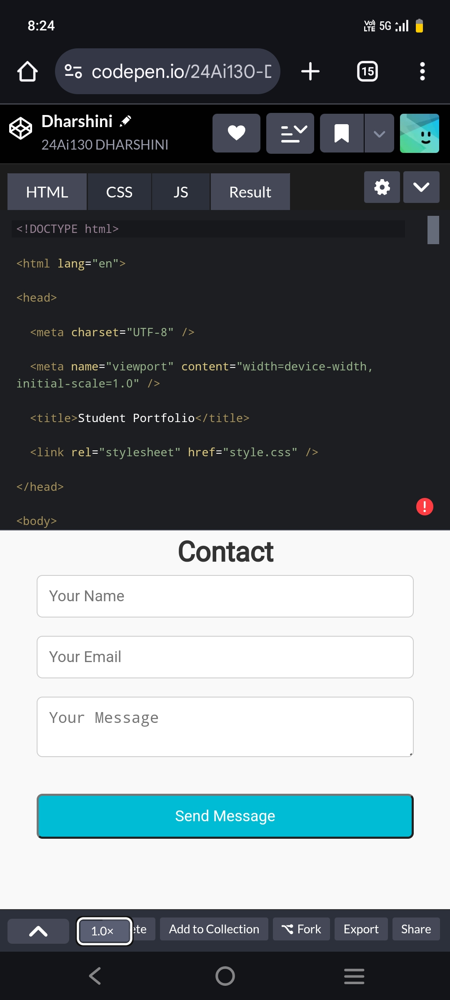 8:24
Vo)) LTE 5G
codepen.io/24Ai130-D
15
Dharshini
24Ai130 DHARSHINI
HTML CSS JS Result
<!DOCTYPE html>
<html lang="en">
<head>
<meta charset="UTF-8" />
<meta name="viewport" content="width=device-width,
initial-scale=1.0" />
<title>Student Portfolio</title>
<link rel="stylesheet" href="style.css" />
</head>
!
<body>
Contact
Your Name
Your Email
Your Message
Send Message
1.0× ete Add to Collection Fork Export Share